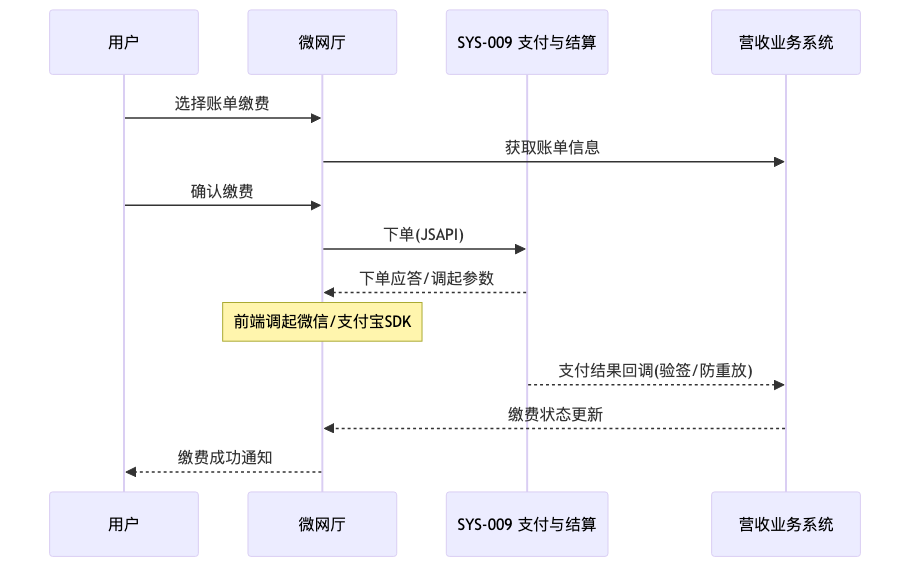 用户
微网厅
SYS-009 支付与结算
营收业务系统
选择账单缴费
获取账单信息
确认缴费
下单(JSAPI)
下单应答/调起参数
前端调起微信/支付宝SDK
支付结果回调(验签/防重放)
缴费状态更新
缴费成功通知
用户
微网厅
SYS-009 支付与结算
营收业务系统